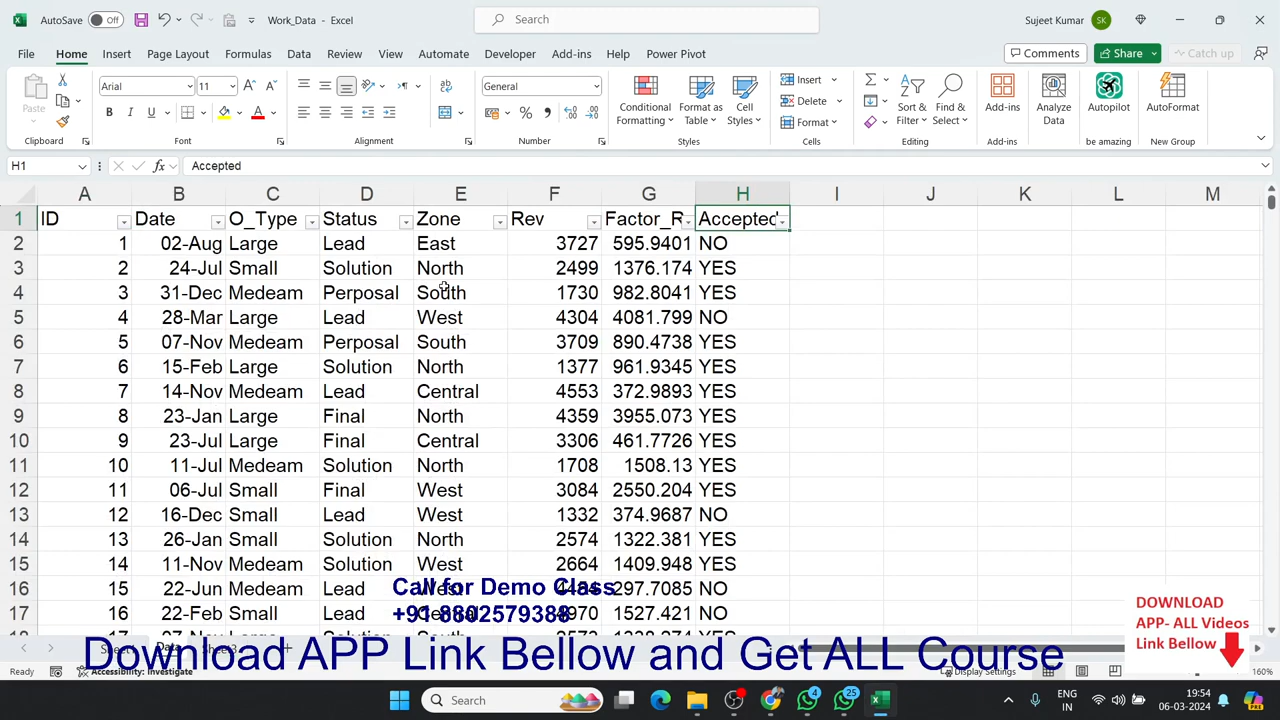 AutoSave Off Work_Data - Excel Search Sujeet Kumar SK
File Home Insert Page Layout Formulas Data Review View Automate Developer Add-ins Help Power Pivot Comments Share Catch up
Paste Arial 11 General Conditional Formatting Format as Table Cell Styles Insert Delete Format Sort & Filter Find & Select Add-ins Analyze Data Autopilot AutoFormat
Clipboard Font Alignment Number Styles Cells Editing Add-ins be amazing New Group
H1 fx Accepted
A B C D E F G H I J K L M
1 ID Date O_Type Status Zone Rev Factor_R Accepted
2 1 02-Aug Large Lead East 3727 595.9401 NO
3 2 24-Jul Small Solution North 2499 1376.174 YES
4 3 31-Dec Medeam Perposal South 1730 982.8041 YES
5 4 28-Mar Large Lead West 4304 4081.799 NO
6 5 07-Nov Medeam Perposal South 3709 890.4738 YES
7 6 15-Feb Large Solution North 1377 961.9345 YES
8 7 14-Nov Medeam Lead Central 4553 372.9893 YES
9 8 23-Jan Large Final North 4359 3955.073 YES
10 9 23-Jul Large Final Central 3306 461.7726 YES
11 10 11-Jul Medeam Solution North 1708 1508.13 YES
12 11 06-Jul Small Final West 3084 2550.204 YES
13 12 16-Dec Small Lead West 1332 374.9687 NO
14 13 26-Jan Small Solution North 2574 1322.381 YES
15 14 11-Nov Medeam Solution West 2664 1409.948 YES
16 15 22-Jun Medeam Lead 297.7085 NO
Call for Demo Class
17 16 22-Feb Small Lead 1527.421 NO
+91 8802579388
DOWNLOAD
APP- ALL Videos
Link Bellow
Download APP Link Bellow and Get ALL Course
Ready Accessibility: Investigate Display Settings 160%
Search 4 25 ENG IN 19:54 06-03-2024